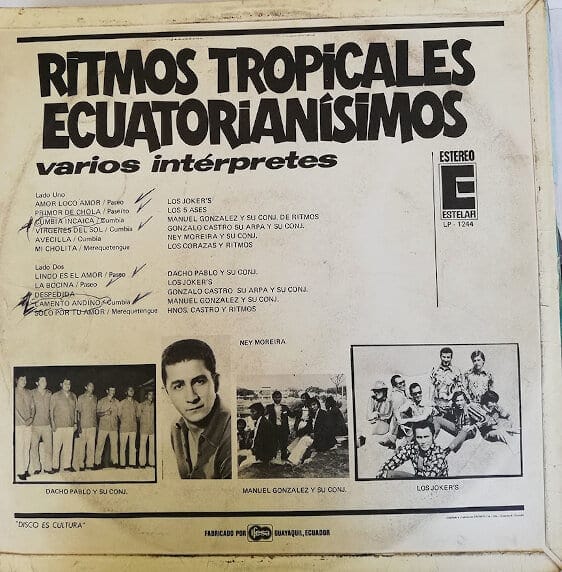 RITMOS TROPICALES
ECUATORIANÍSIMOS
varios intérpretes
ESTEREO
E
ESTELAR
LP - 1244
Lado Uno
AMOR LOCO AMOR / Paseo LOS JOKER'S
PRIMOR DE CHOLA / Paseito LOS 5 ASES
CUMBIA INCAICA / Cumbia MANUEL GONZALEZ Y SU CONJ. DE RITMOS
VIRGENES DEL SOL / Cumbia GONZALO CASTRO SU ARPA Y SU CONJ.
AVECILLA / Cumbia NEY MOREIRA Y SU CONJ.
MI CHOLITA / Merequetengue LOS CORAZAS Y RITMOS
Lado Dos
LINDO ES EL AMOR / Paseo DACHO PABLO Y SU CONJ.
LA BOCINA / Paseo LOS JOKER'S
DESPEDIDA GONZALO CASTRO SU ARPA Y SU CONJ.
LAMENTO ANDINO / Cumbia MANUEL GONZALEZ Y SU CONJ.
SOLO POR TU AMOR / Merequetengue HNOS. CASTRO Y RITMOS
NEY MOREIRA
DACHO PABLO Y SU CONJ.
MANUEL GONZALEZ Y SU CONJ.
LOS JOKER'S
"DISCO ES CULTURA"
FABRICADO POR ifesa GUAYAQUIL, ECUADOR